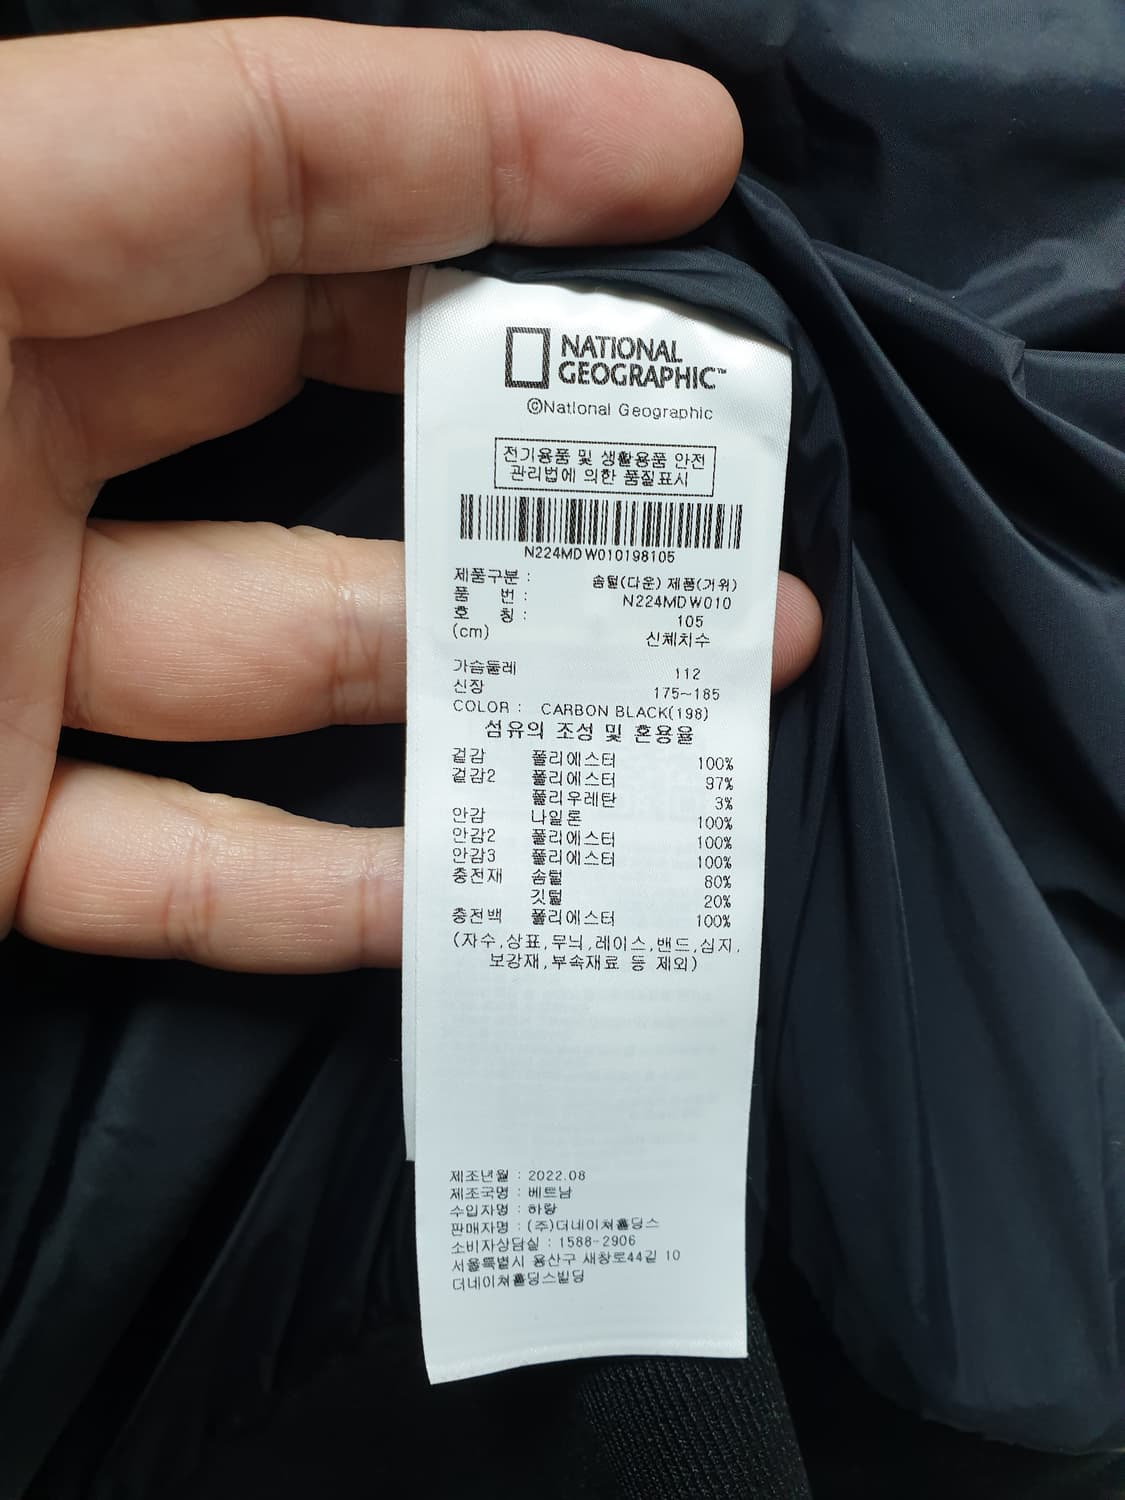 NATIONAL
GEOGRAPHIC™
©National Geographic
전기용품 및 생활용품 안전
관리법에 의한 품질표시
N224MDW010198105
제품구분 : 솜털(다운) 제품(거위)
품 번 : N224MDW010
호 칭 : 105
(cm) 신체치수
가슴둘레 112
신장 175~185
COLOR : CARBON BLACK(198)
섬유의 조성 및 혼용율
겉감 폴리에스터 100%
겉감2 폴리에스터 97%
폴리우레탄 3%
안감 나일론 100%
안감2 폴리에스터 100%
안감3 폴리에스터 100%
충전재 솜털 80%
깃털 20%
충전백 폴리에스터 100%
(자수,상표,무늬,레이스,밴드,심지,
보강재,부속재료 등 제외)
제조년월 : 2022.08
제조국명 : 베트남
수입자명 : 하랑
판매자명 : (주)더네이쳐홀딩스
소비자상담실 : 1588-2906
서울특별시 용산구 새창로44길 10
더네이쳐홀딩스빌딩